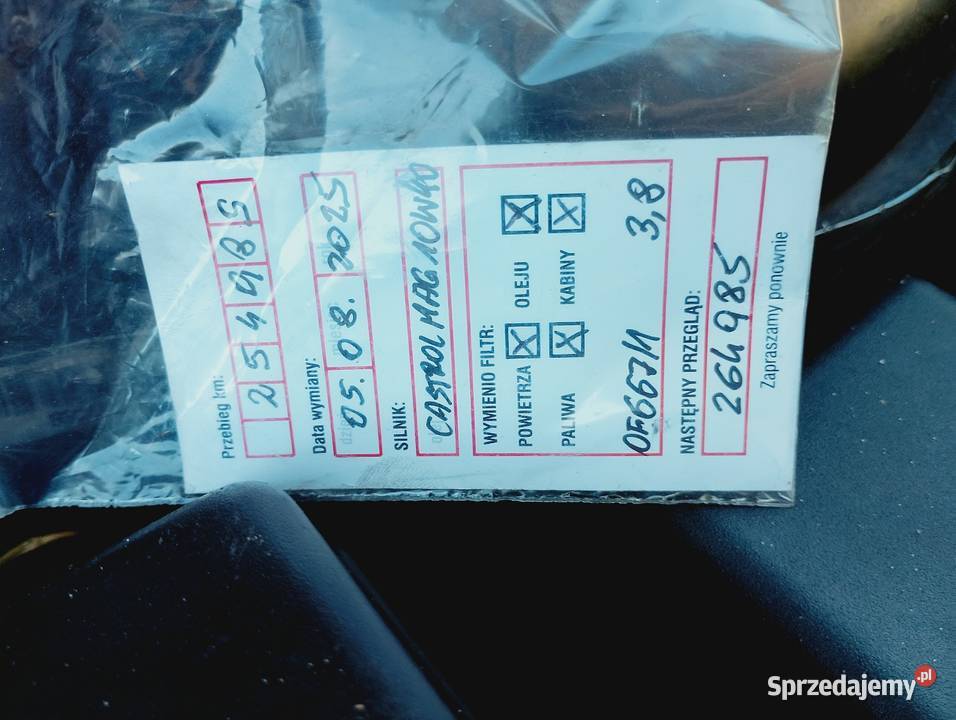 Przebieg km:
254985
Data wymiany:
05.08.2025
SILNIK:
CASTROL MAG 10W40
WYMIENIO FILTR:
POWIETRZA ☒ OLEJU ☒
PALIWA ☒ KABINY ☒
OF667/1 3,8
NASTĘPNY PRZEGLĄD:
264985
Zapraszamy ponownie
Sprzedajemy.pl